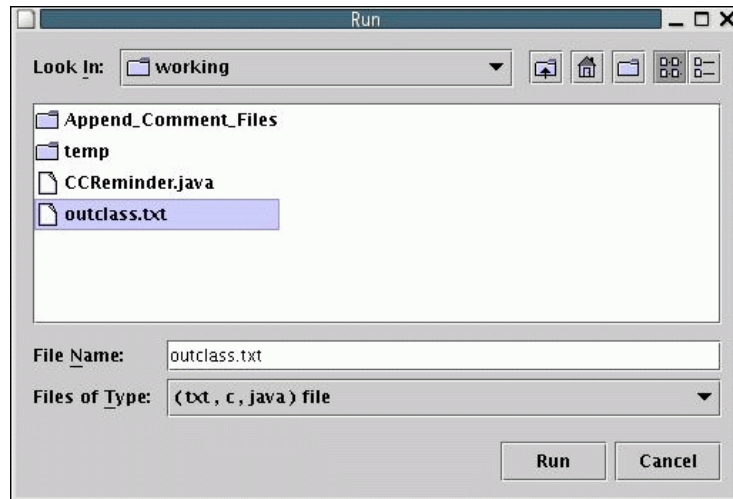 Run
Look In: working
Append_Comment_Files
temp
CCReminder.java
outclass.txt
File Name: outclass.txt
Files of Type: (txt , c , java) file
Run Cancel